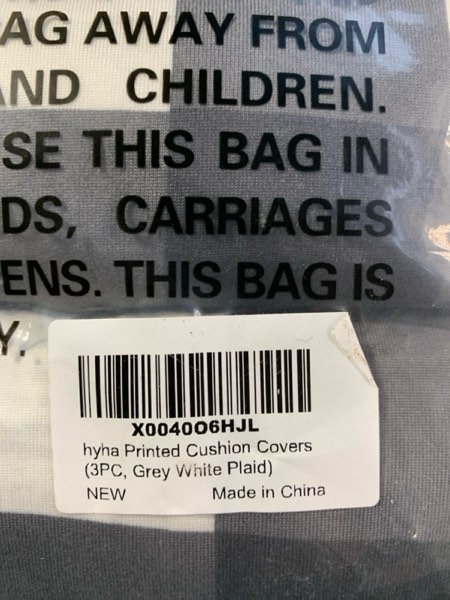 AG AWAY FROM
AND CHILDREN.
SE THIS BAG IN
DS, CARRIAGES
ENS. THIS BAG IS
Y.
X0040O6HJL
hyha Printed Cushion Covers
(3PC, Grey White Plaid)
NEW Made in China